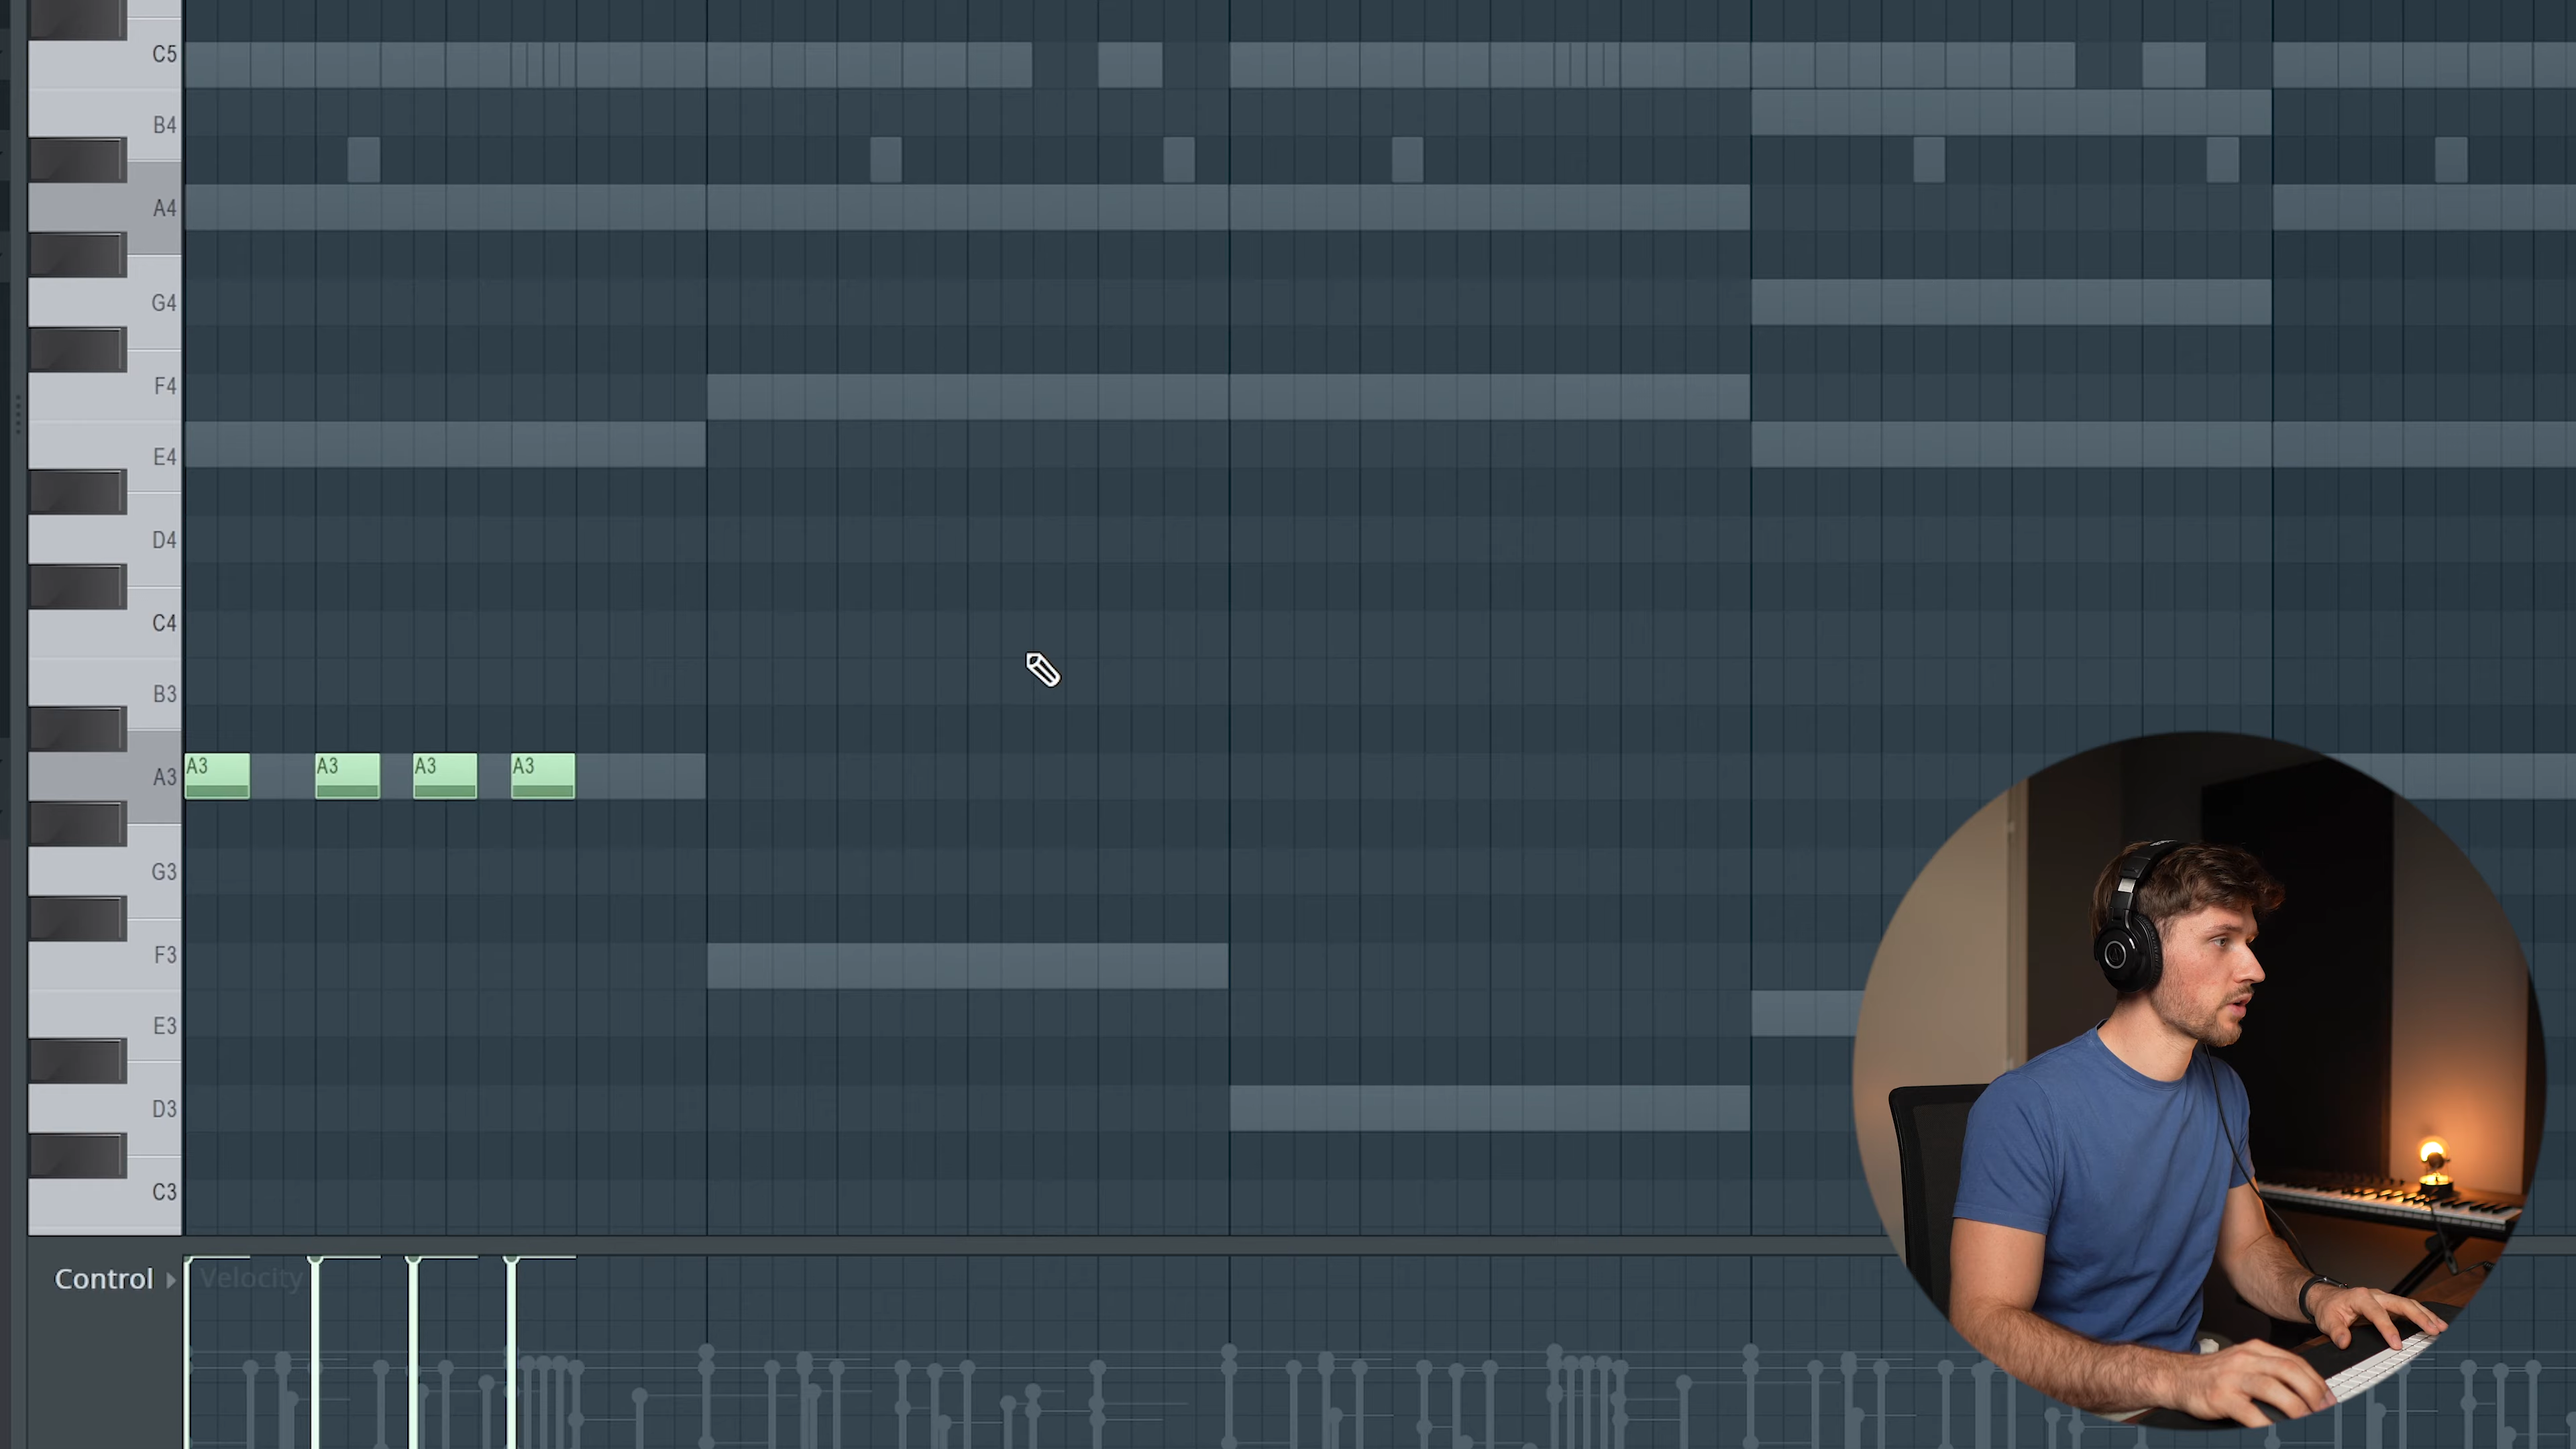 C5
B4
A4
G4
F4
E4
D4
C4
B3
A3 A3 A3 A3 A3
G3
F3
E3
D3
C3
Control Velocity